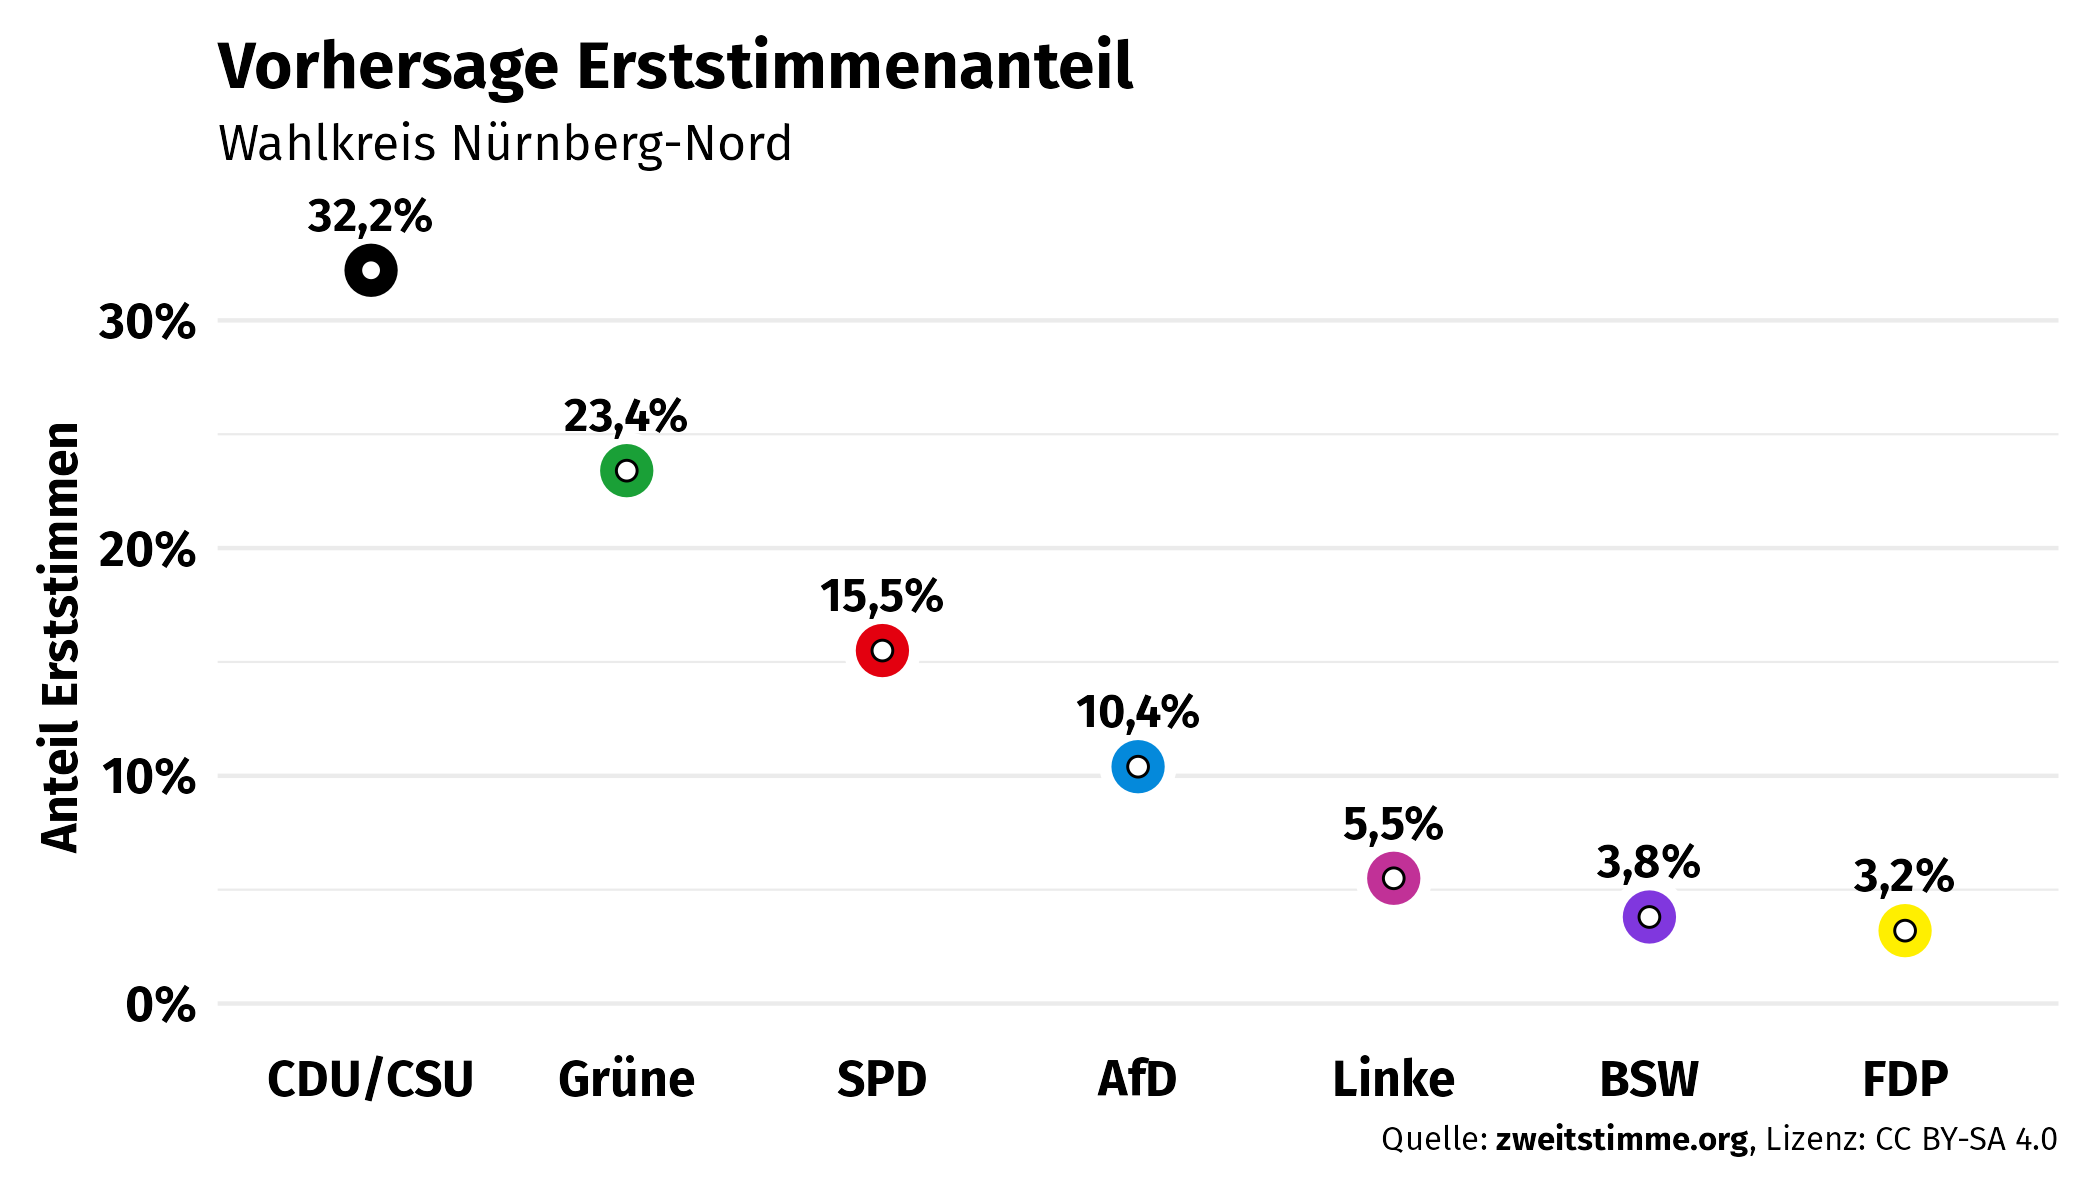 Vorhersage Erststimmenanteil
Wahlkreis Nürnberg-Nord
32,2%
30%
23,4%
20%
15,5%
10,4%
10%
5,5%
3,8%
3,2%
0%
Anteil Erststimmen
CDU/CSU Grüne SPD AfD Linke BSW FDP
Quelle: zweitstimme.org, Lizenz: CC BY-SA 4.0